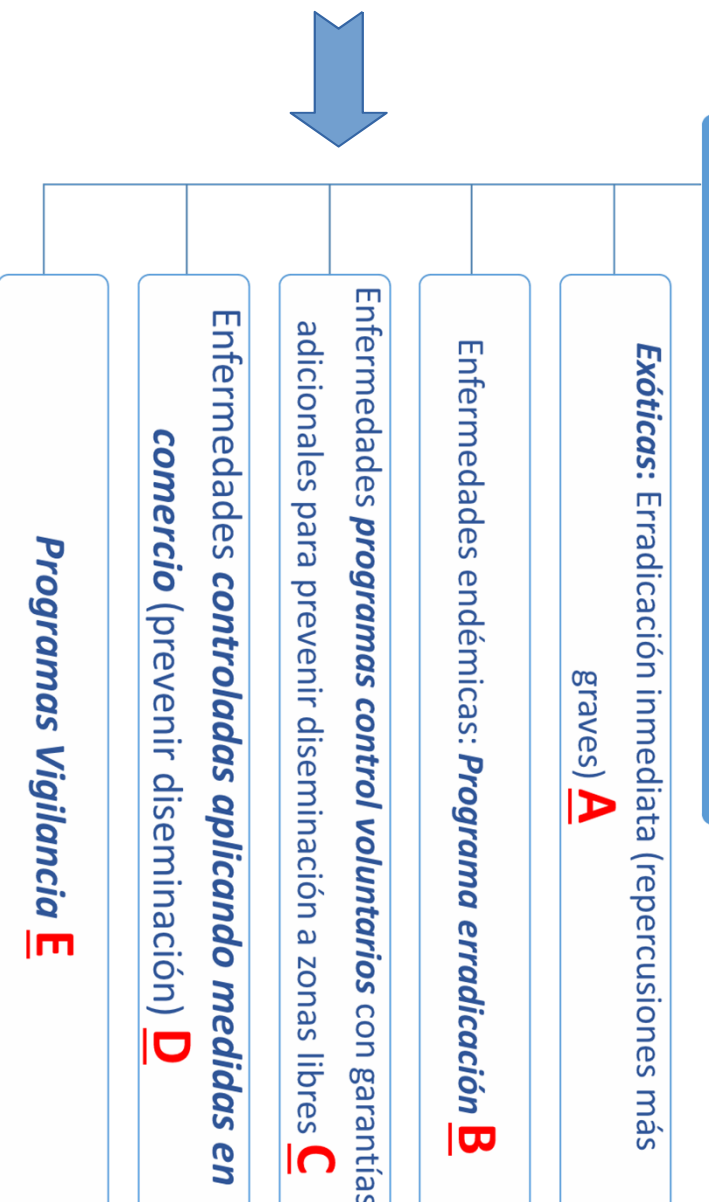 Exóticas: Erradicación inmediata (repercusiones más
graves) A
Enfermedades endémicas: Programa erradicación B
Enfermedades programas control voluntarios con garantías
adicionales para prevenir diseminación a zonas libres C
Enfermedades controladas aplicando medidas en
comercio (prevenir diseminación) D
Programas Vigilancia E